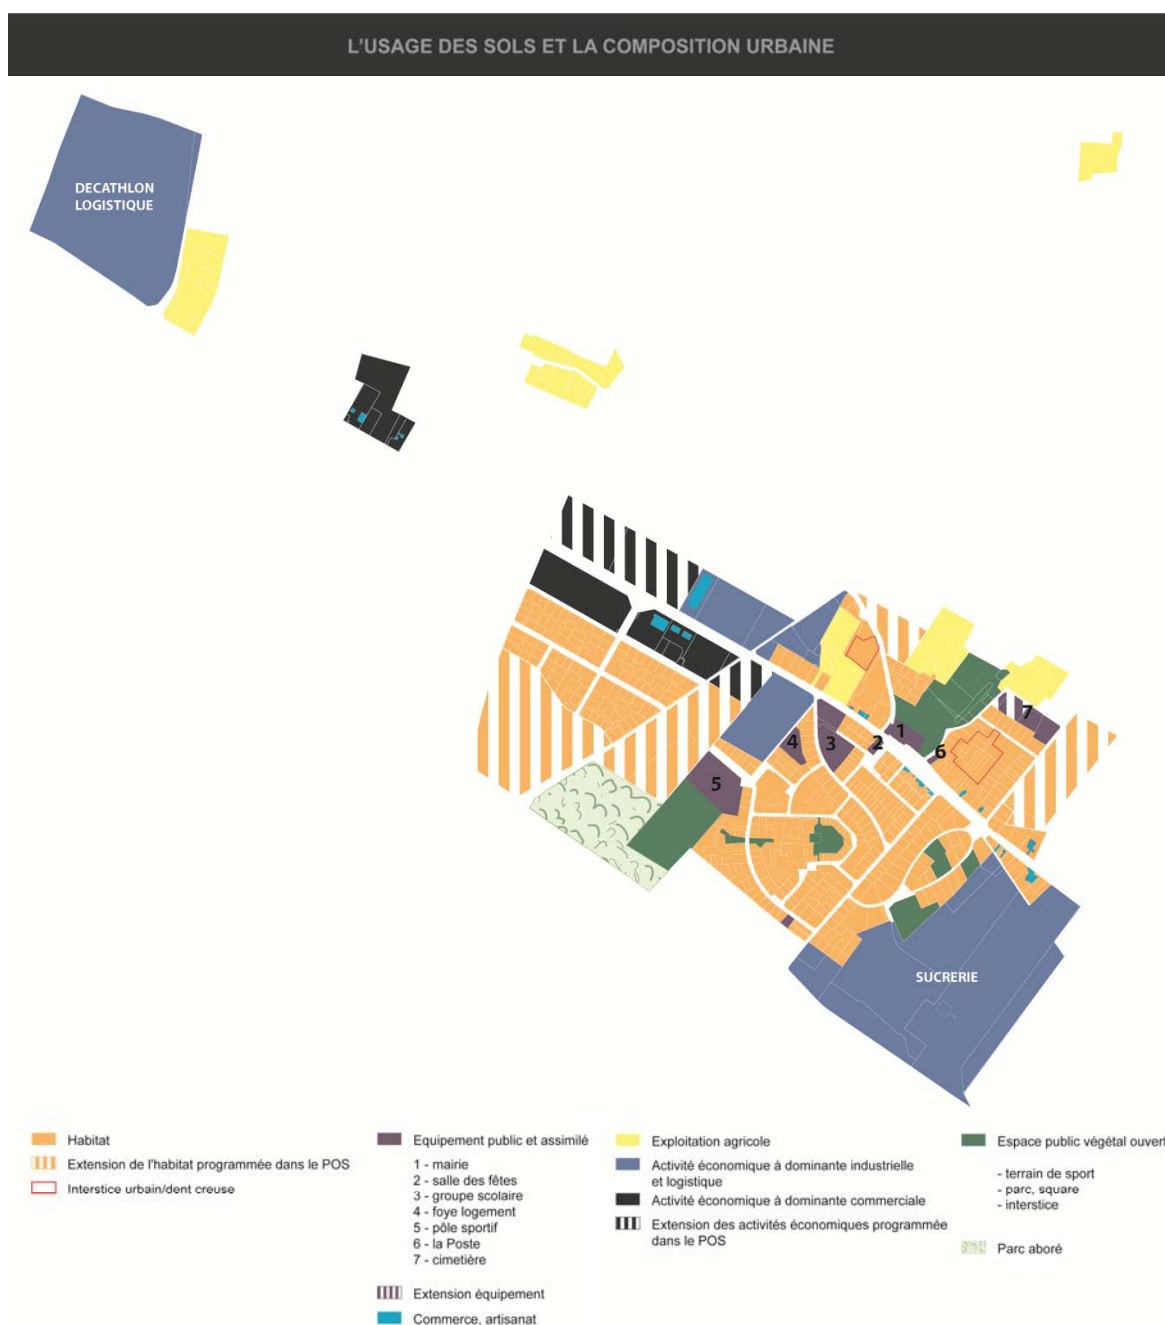 L'USAGE DES SOLS ET LA COMPOSITION URBAINE
DECATHLON
LOGISTIQUE
1
2
3
4
5
6
7
SUCRERIE
Habitat
Extension de l'habitat programmée dans le POS
Interstice urbain/dent creuse
Equipement public et assimilé
1 - mairie
2 - salle des fêtes
3 - groupe scolaire
4 - foye logement
5 - pôle sportif
6 - la Poste
7 - cimetière
Extension équipement
Commerce, artisanat
Exploitation agricole
Activité économique à dominante industrielle
et logistique
Activité économique à dominante commerciale
Extension des activités économiques programmée
dans le POS
Espace public végétal ouvert
- terrain de sport
- parc, square
- interstice
Parc aboré